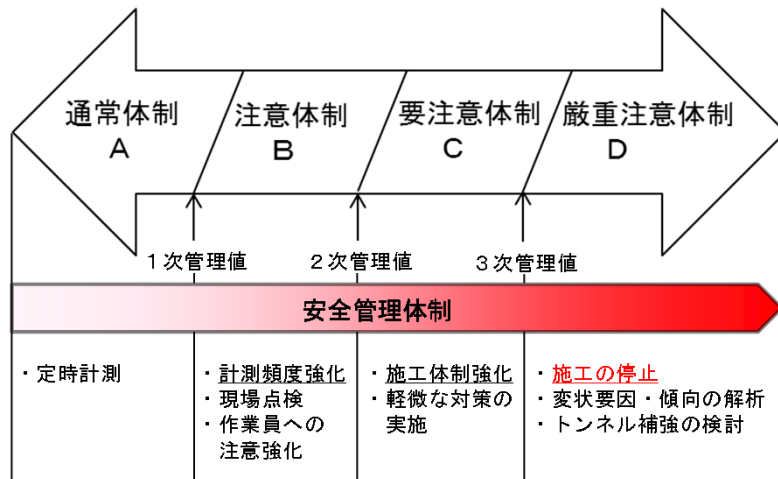 通常体制
A
注意体制
B
要注意体制
C
厳重注意体制
D
１次管理値
２次管理値
３次管理値
安全管理体制
・定時計測
・計測頻度強化
・現場点検
・作業員への
注意強化
・施工体制強化
・軽微な対策の
実施
・施工の停止
・変状要因・傾向の解析
・トンネル補強の検討